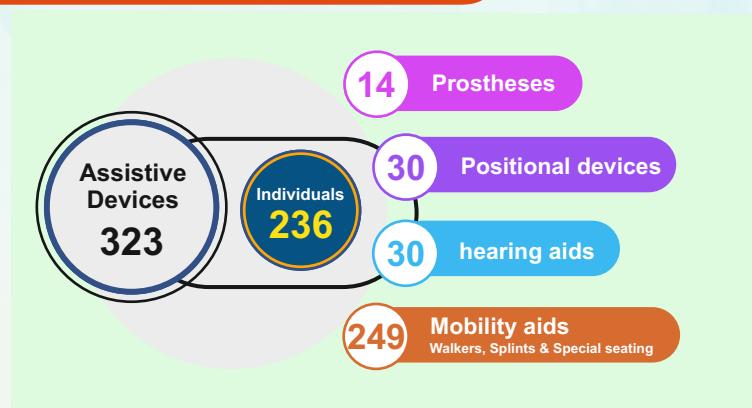 Assistive
Devices
323
Individuals
236
14
Prostheses
30
Positional devices
30
hearing aids
249
Mobility aids
Walkers, Splints & Special seating